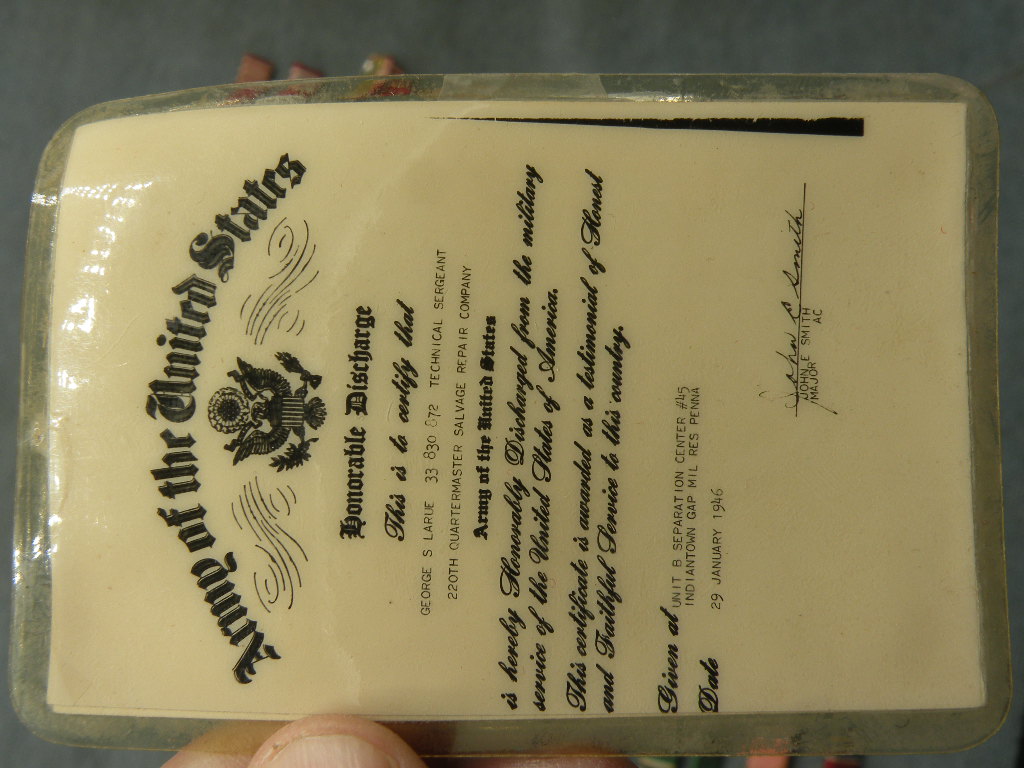 Army of the United States
Honorable Discharge
This is to certify that
GEORGE S LARUE 33 830 872 TECHNICAL SERGEANT
220TH QUARTERMASTER SALVAGE REPAIR COMPANY
Army of the United States
is hereby Honorably Discharged from the military
service of the United States of America.
This certificate is awarded as a testimonial of Honest
and Faithful Service to this country.
Given at UNIT B SEPARATION CENTER #45
INDIANTOWN GAP MIL RES PENNA
Date 29 JANUARY 1946
John E Smith
JOHN E SMITH
MAJOR AC